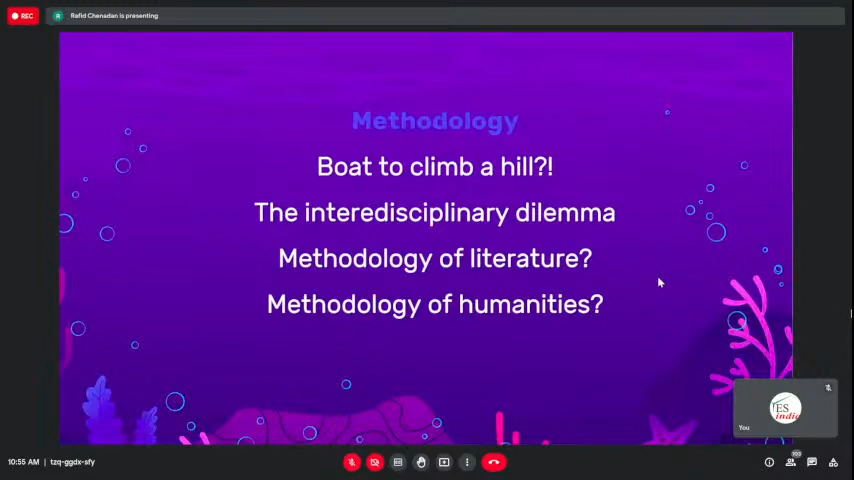 REC
R
Rafid Chenadan is presenting
Methodology
Boat to climb a hill?!
The interedisciplinary dilemma
Methodology of literature?
Methodology of humanities?
You
10:55 AM | tzq-ggdx-sfy